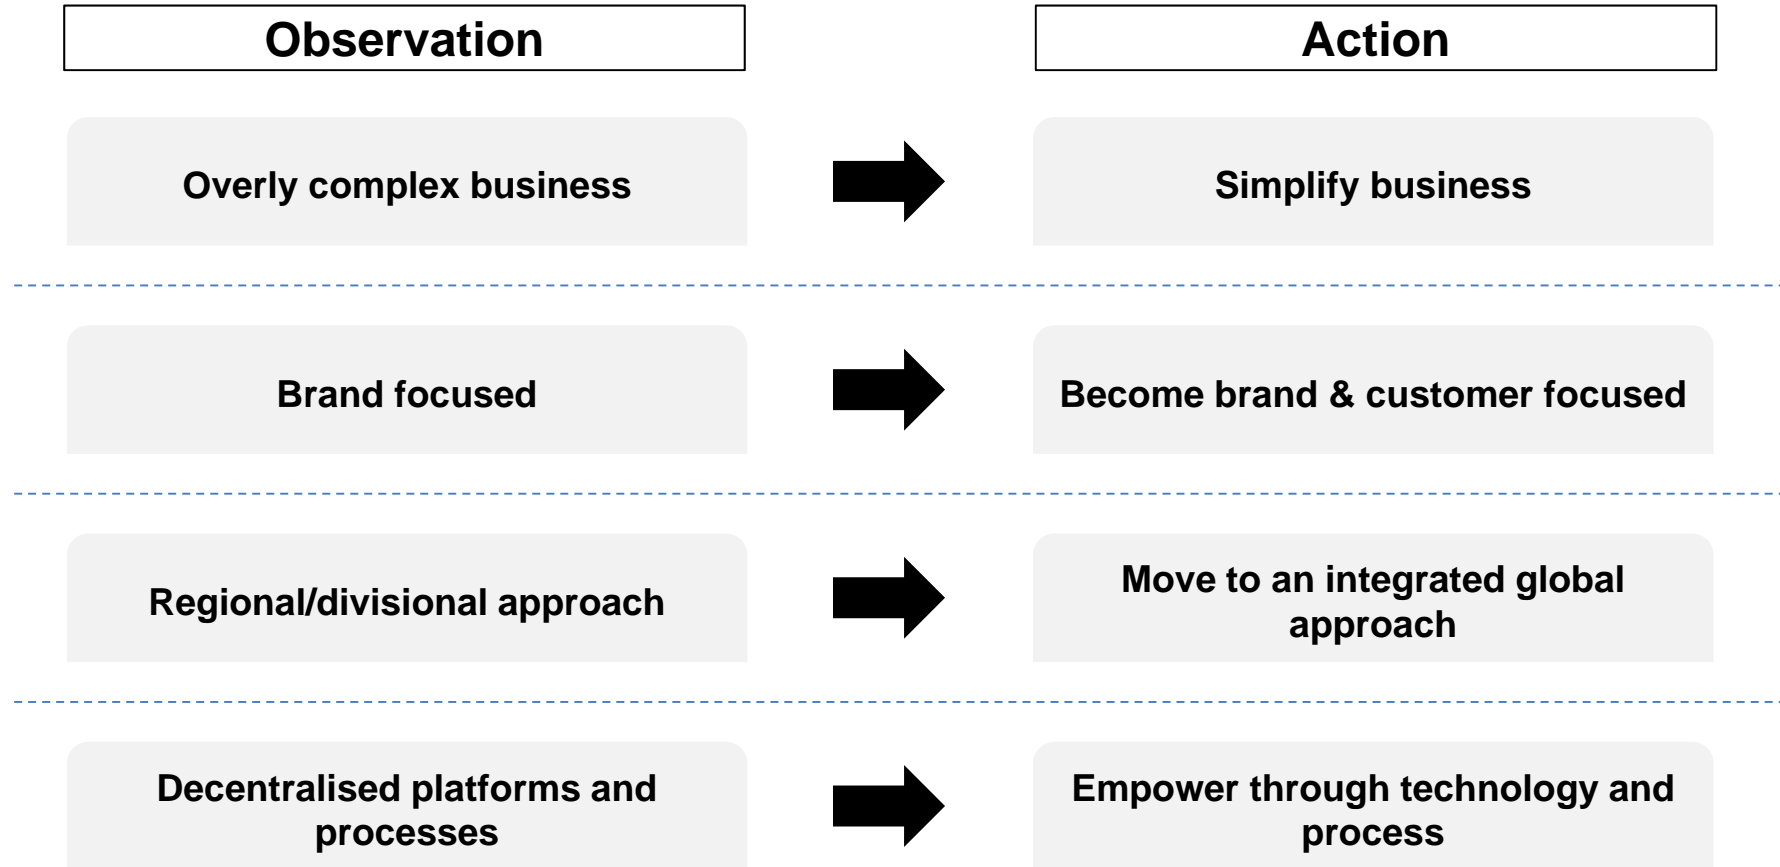 Observation
Action
Overly complex business
Simplify business
Brand focused
Become brand & customer focused
Regional/divisional approach
Move to an integrated global
approach
Decentralised platforms and
processes
Empower through technology and
process